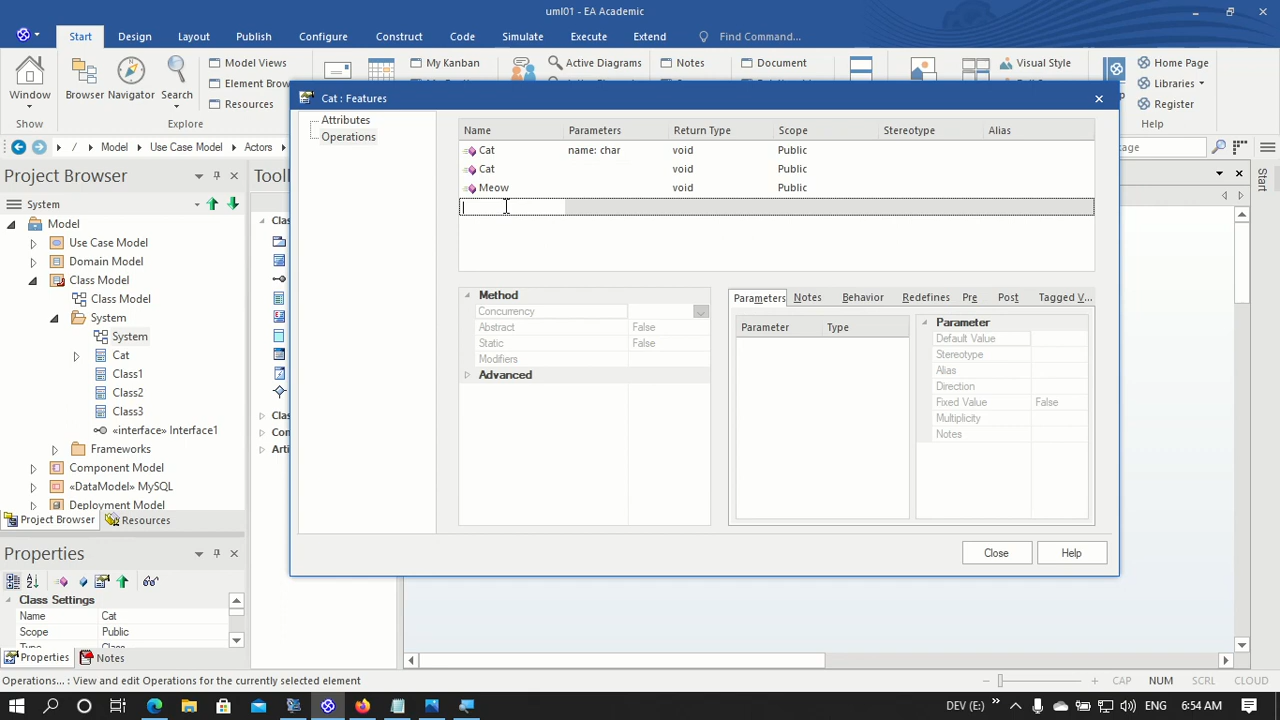 uml01 - EA Academic
Start Design Layout Publish Configure Construct Code Simulate Execute Extend Find Command...
Window
Show
Browser Navigator Search
Explore
Model Views
Element Brow
Resources
My Kanban
Active Diagrams
Notes
Document
Visual Style
Home Page
Libraries
Register
Help
/ Model Use Case Model Actors
Project Browser
System
Model
Use Case Model
Domain Model
Class Model
Class Model
System
System
Cat
Class1
Class2
Class3
«interface» Interface1
Frameworks
Component Model
«DataModel» MySQL
Deployment Model
Project Browser Resources
Properties
Class Settings
Name Cat
Scope Public
Properties Notes
Cat : Features
Attributes
Operations
Name Parameters Return Type Scope Stereotype Alias
Cat name: char void Public
Cat void Public
Meow void Public
Method
Concurrency
Abstract False
Static False
Modifiers
Advanced
Parameters Notes Behavior Redefines Pre Post Tagged V...
Parameter Type
Parameter
Default Value
Stereotype
Alias
Direction
Fixed Value False
Multiplicity
Notes
Close Help
Start
Operations... : View and edit Operations for the currently selected element
CAP NUM SCRL CLOUD
DEV (E:) ENG 6:54 AM